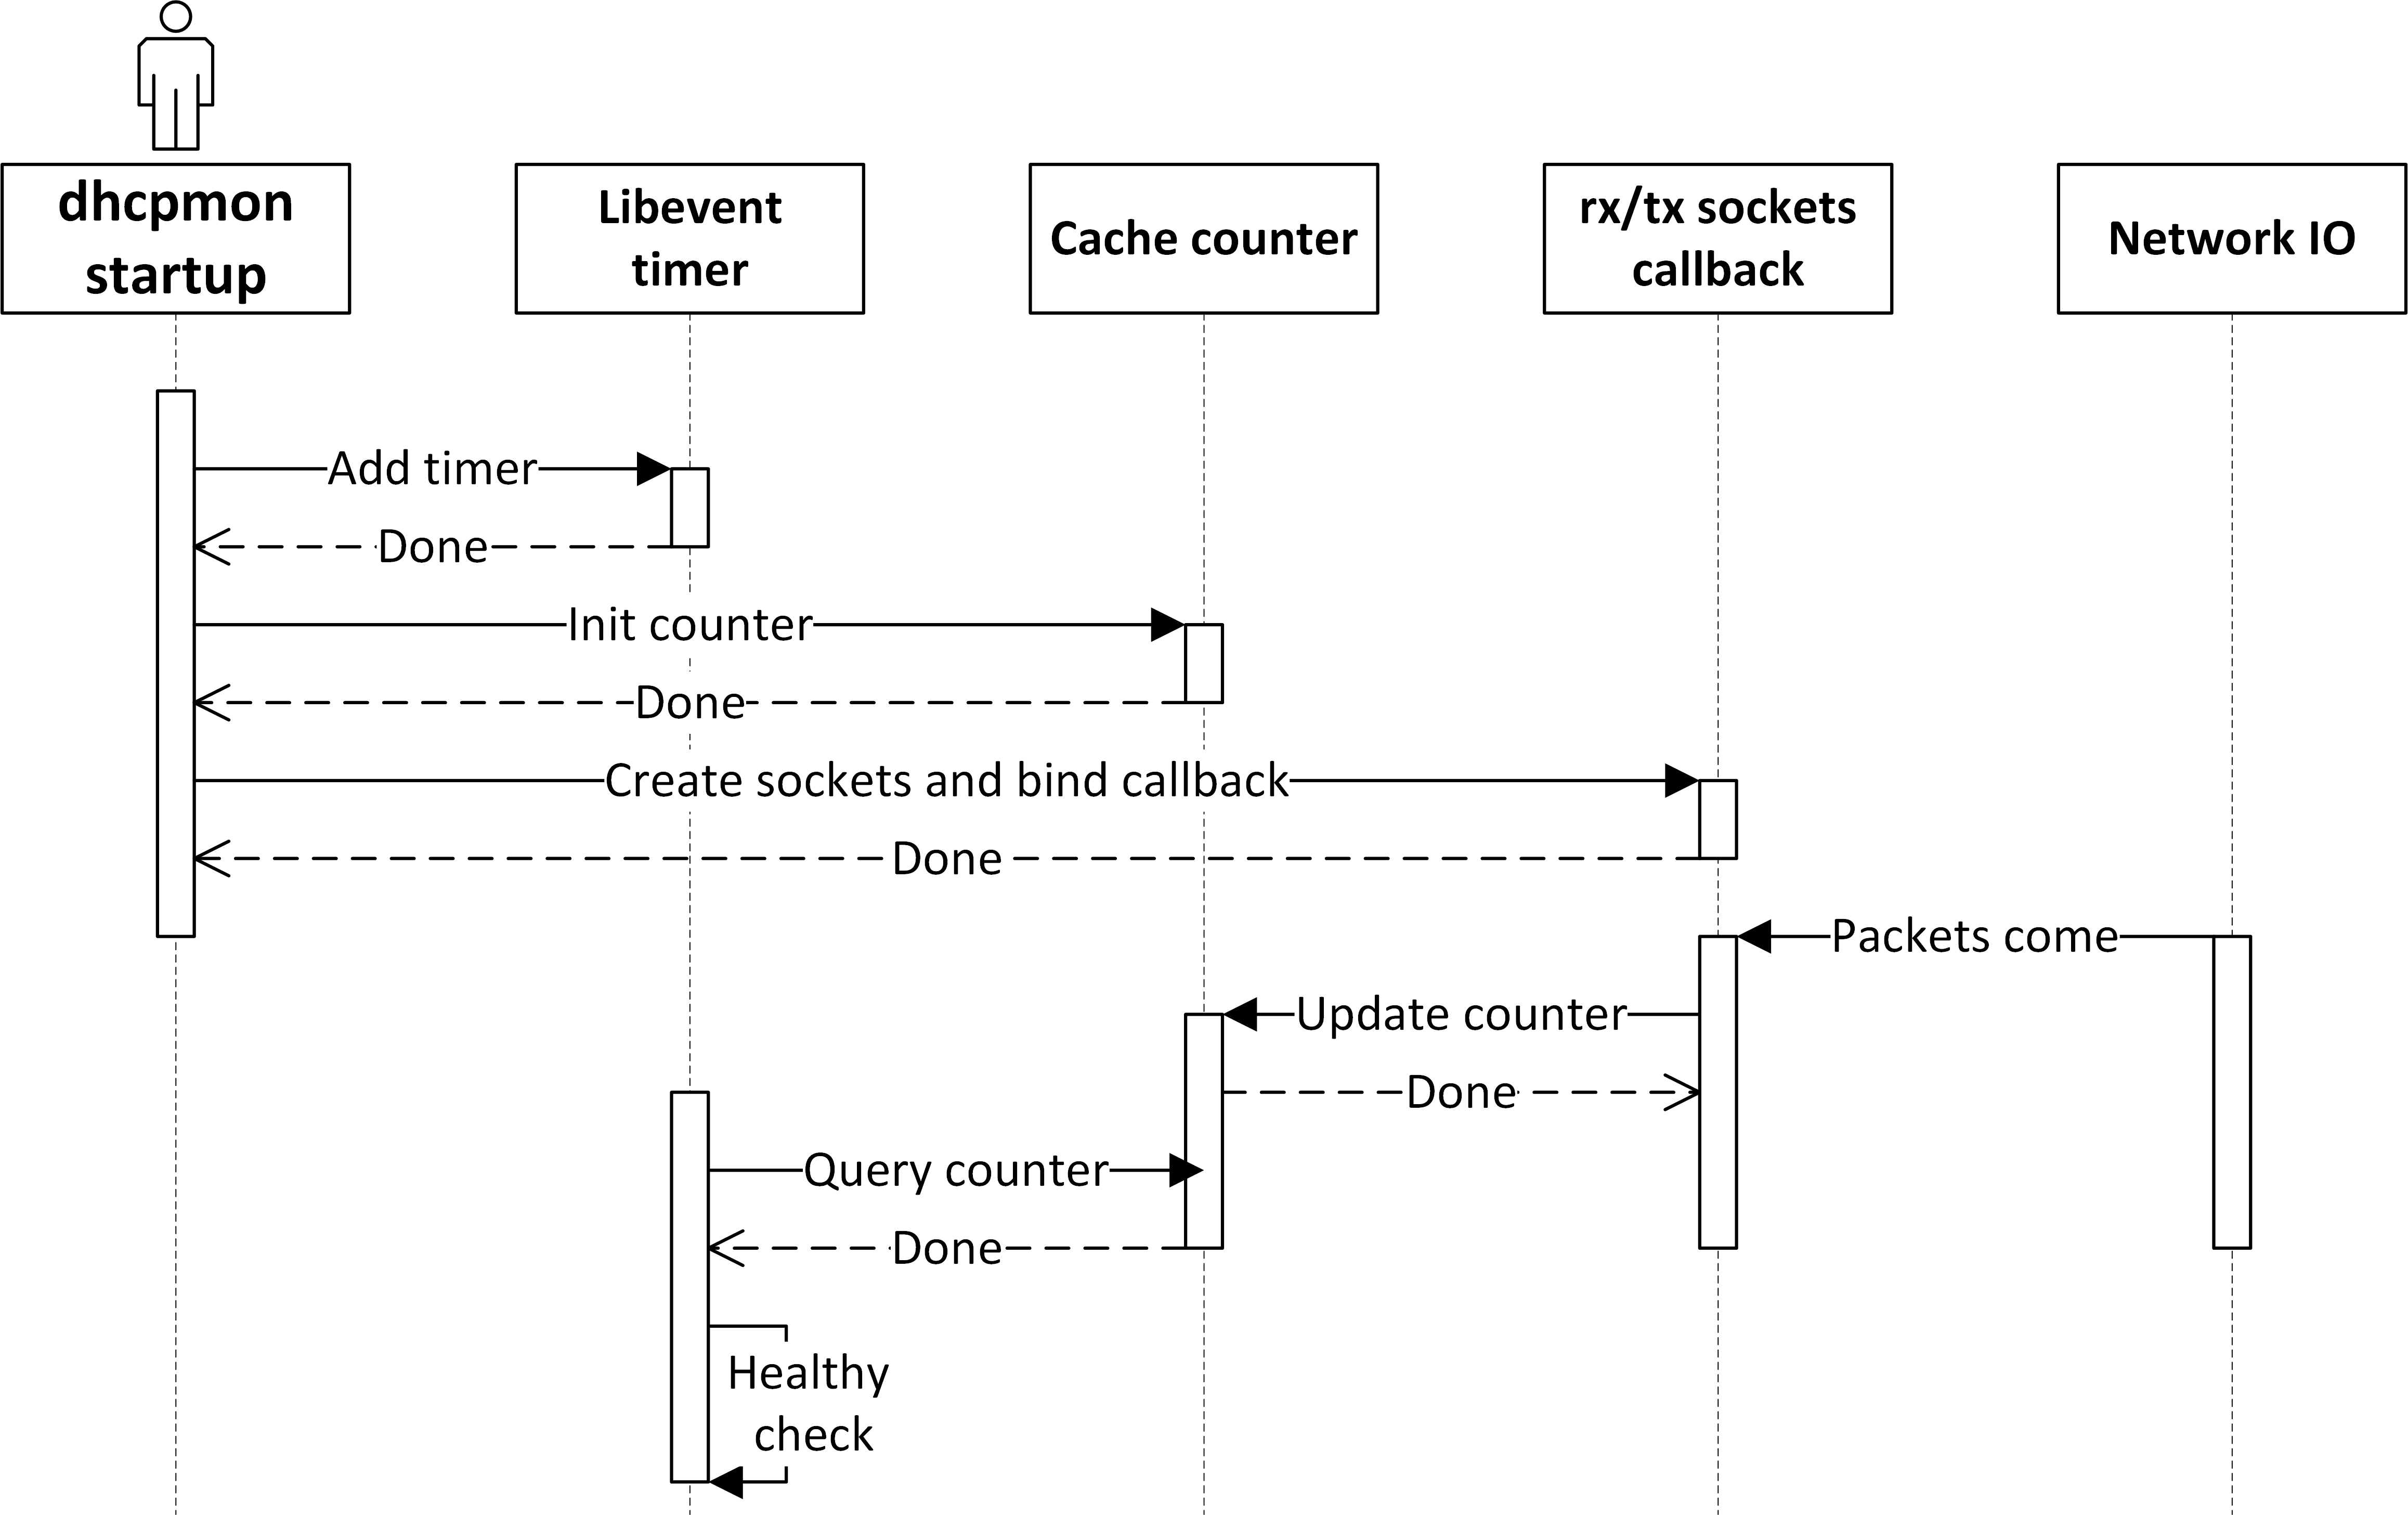 dhcpmon
startup
Libevent
timer
Cache counter
rx/tx sockets
callback
Network IO
Add timer
Done
Init counter
Done
Create sockets and bind callback
Done
Packets come
Update counter
Done
Query counter
Done
Healthy
check